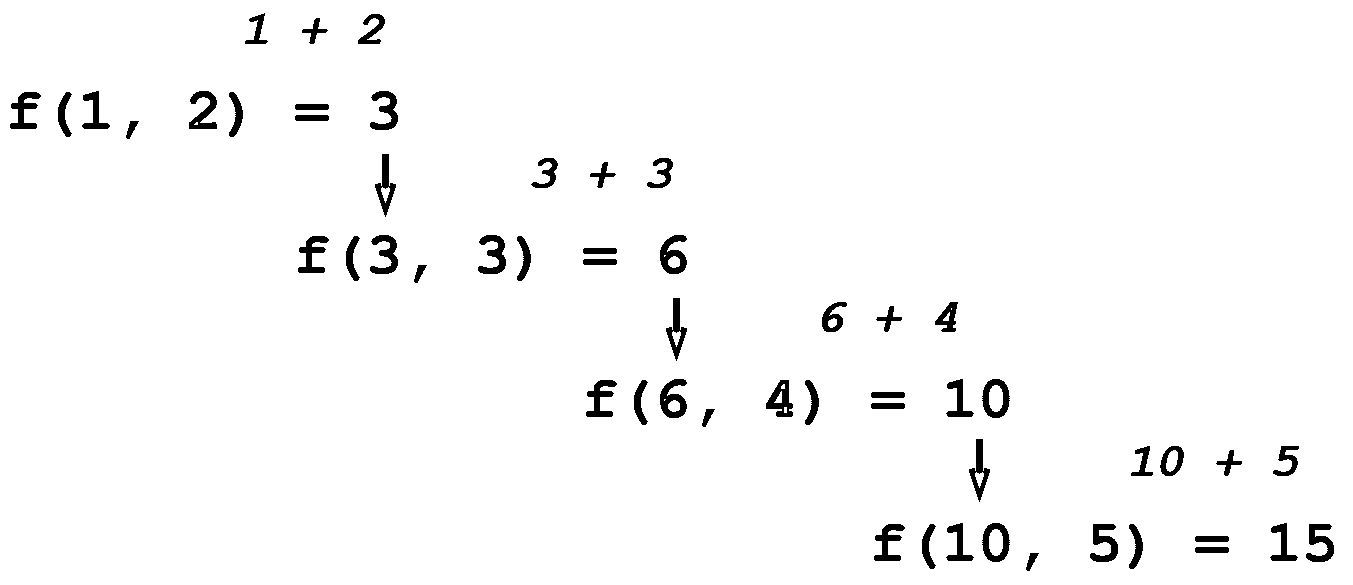 1 + 2
f(1, 2) = 3
3 + 3
f(3, 3) = 6
6 + 4
f(6, 4) = 10
10 + 5
f(10, 5) = 15